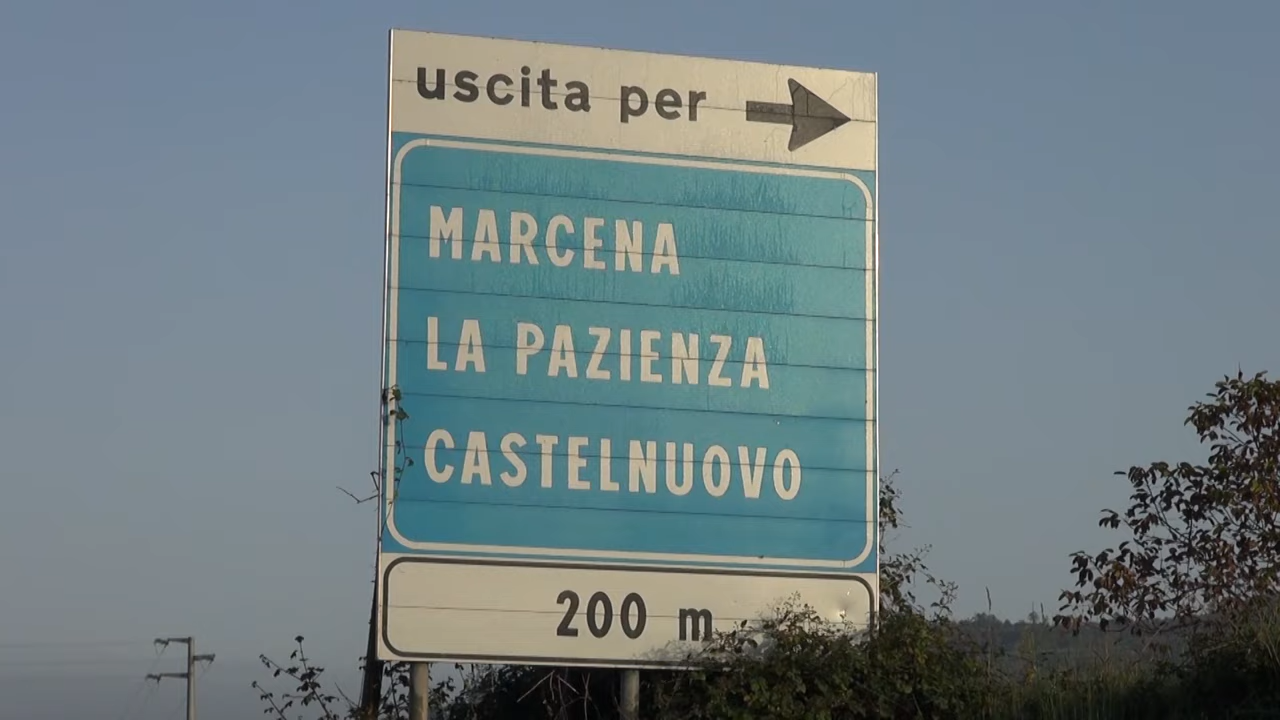 uscita per
MARCENA
LA PAZIENZA
CASTELNUOVO
200 m